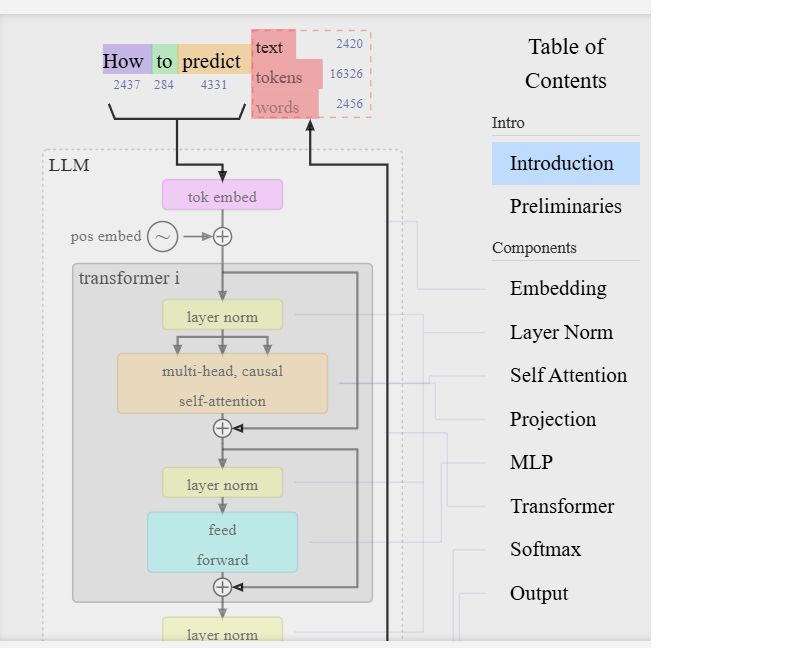 How to predict
2437 284 4331
text 2420
tokens 16326
words 2456
LLM
tok embed
pos embed
transformer i
layer norm
multi-head, causal
self-attention
layer norm
feed
forward
layer norm
Table of
Contents
Intro
Introduction
Preliminaries
Components
Embedding
Layer Norm
Self Attention
Projection
MLP
Transformer
Softmax
Output